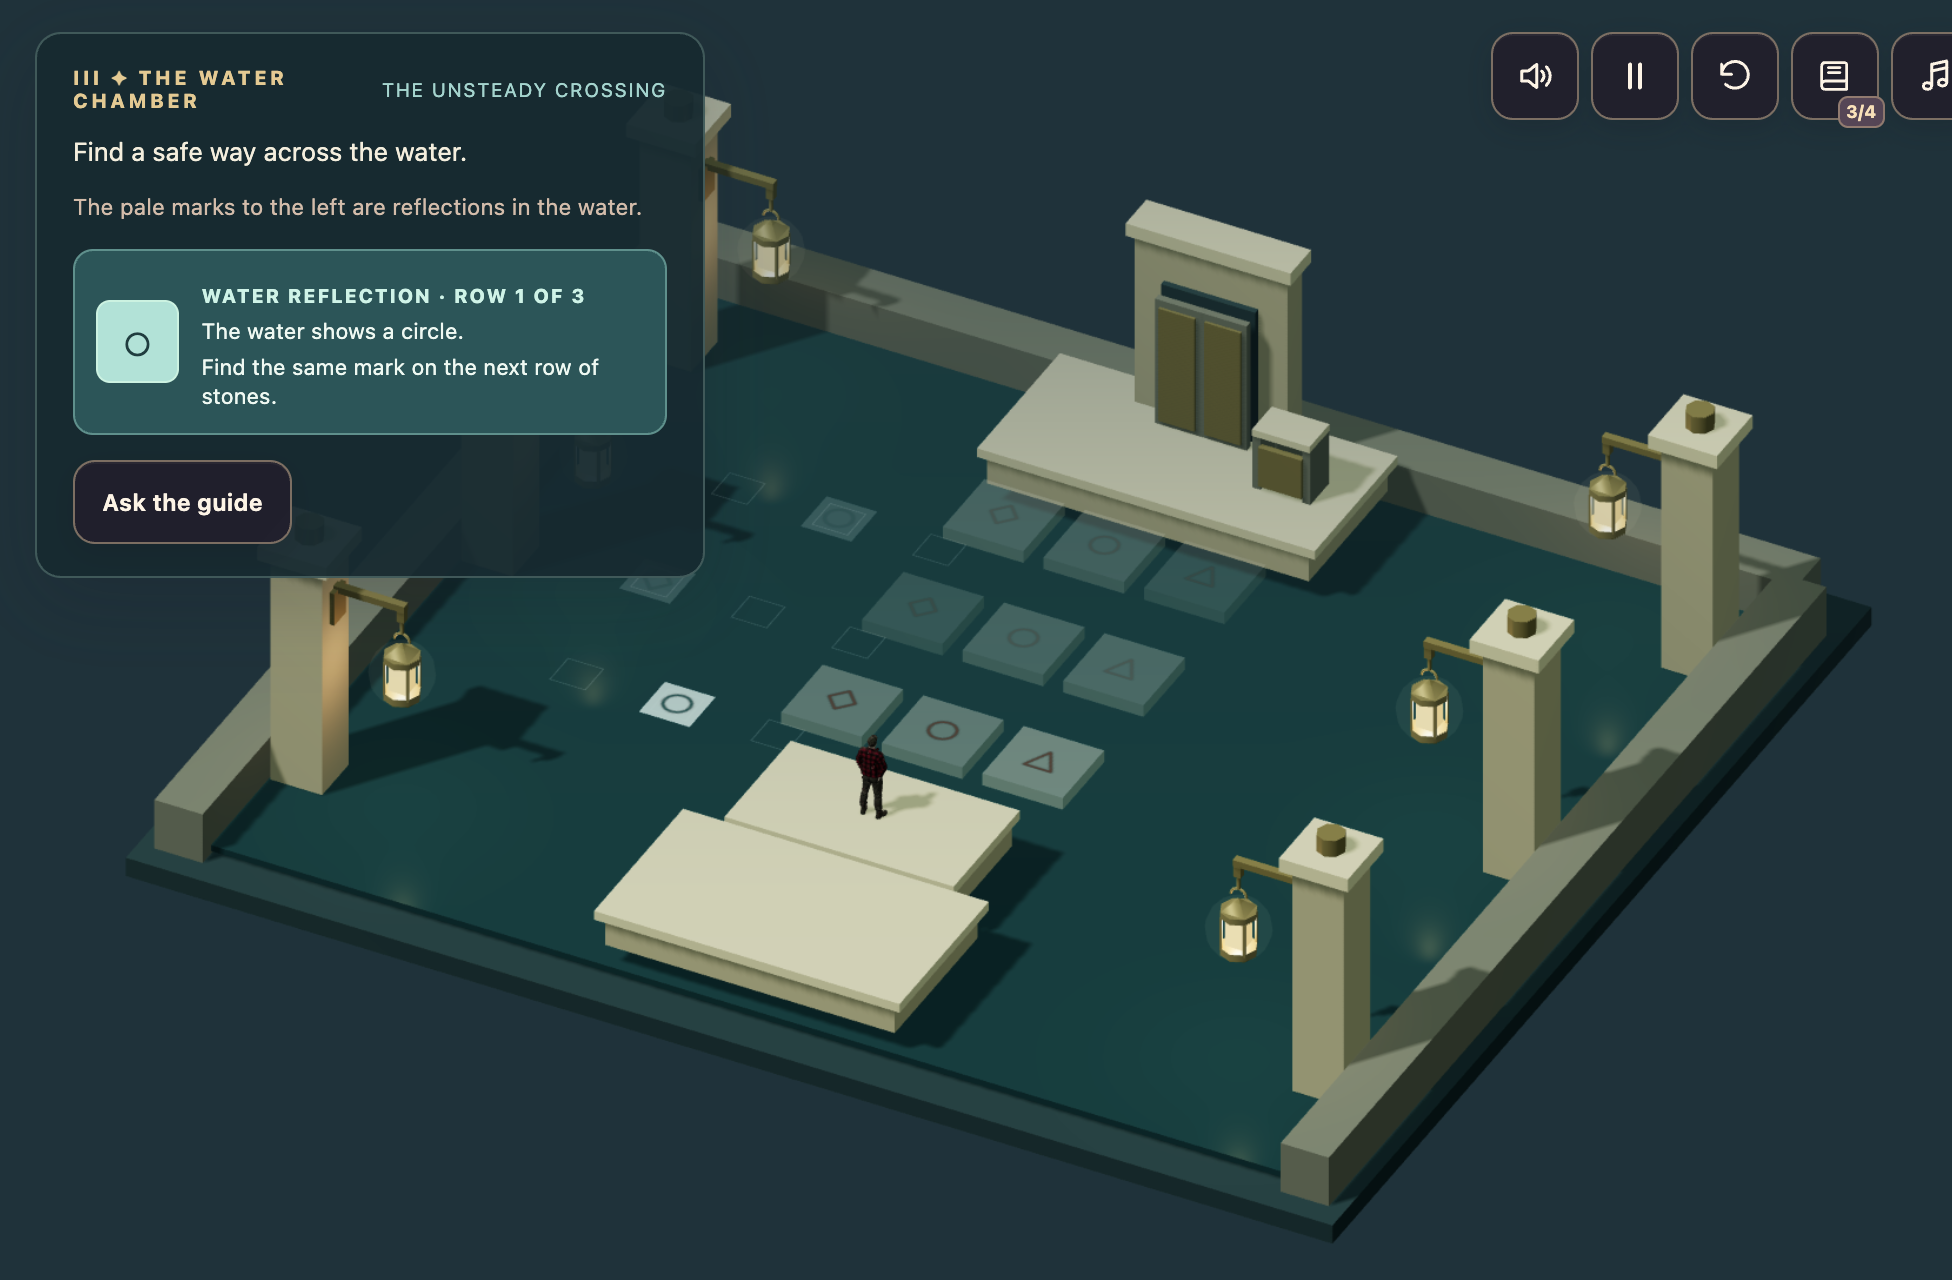 III ✦ THE WATER
CHAMBER
THE UNSTEADY CROSSING
Find a safe way across the water.
The pale marks to the left are reflections in the water.
WATER REFLECTION · ROW 1 OF 3
The water shows a circle.
Find the same mark on the next row of
stones.
Ask the guide
3/4